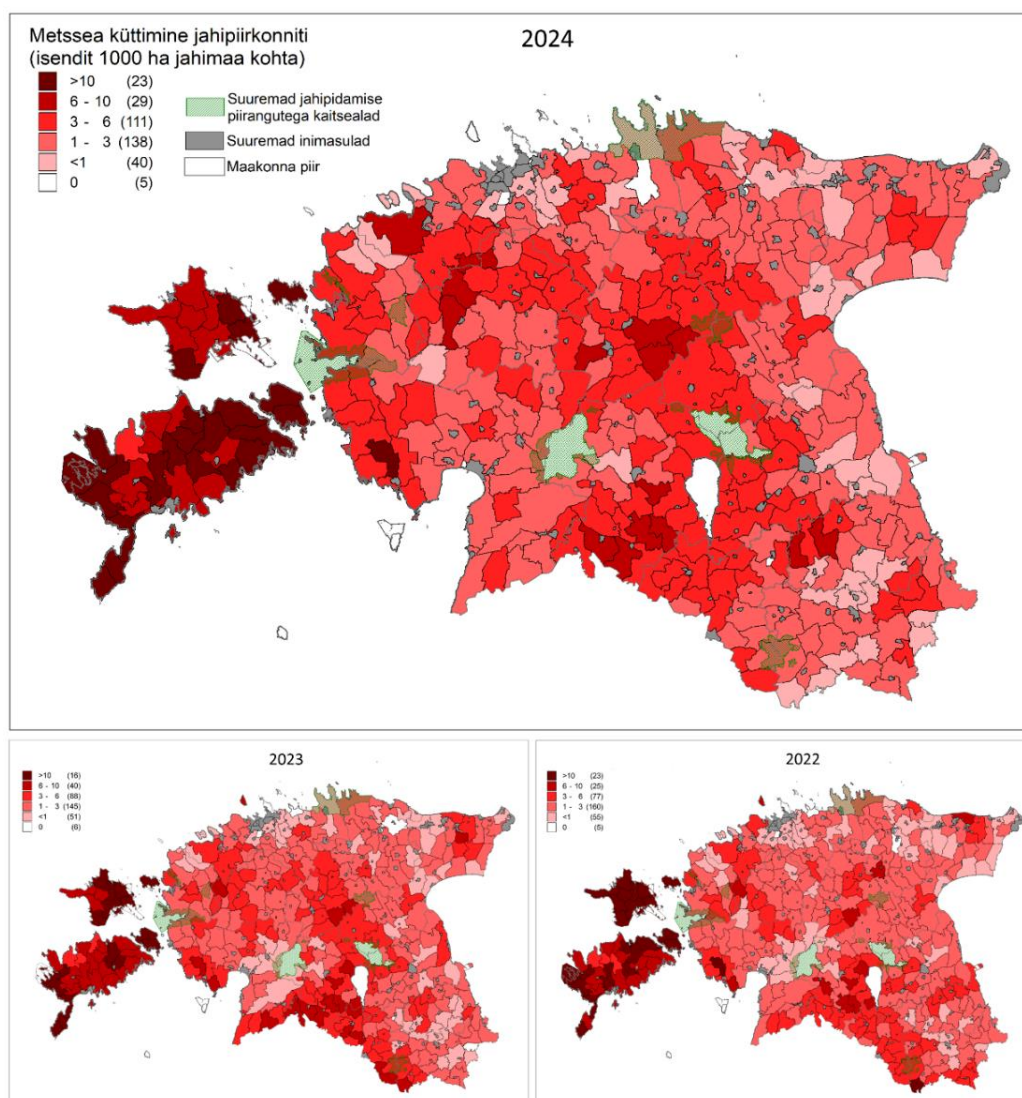 Metssea küttimine jahipiirkonniti
(isendit 1000 ha jahimaa kohta)
>10 (23)
6 - 10 (29)
3 - 6 (111)
1 - 3 (138)
<1 (40)
0 (5)
Suuremad jahipidamise
piirangutega kaitsealad
Suuremad inimasulad
Maakonna piir
2024
2023
>10 (16)
6 - 10 (40)
3 - 6 (88)
1 - 3 (145)
<1 (51)
0 (6)
2022
>10 (23)
6 - 10 (25)
3 - 6 (77)
1 - 3 (160)
<1 (55)
0 (5)